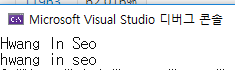 Microsoft Visual Studio 디버그 콘솔
Hwang In Seo
hwang in seo